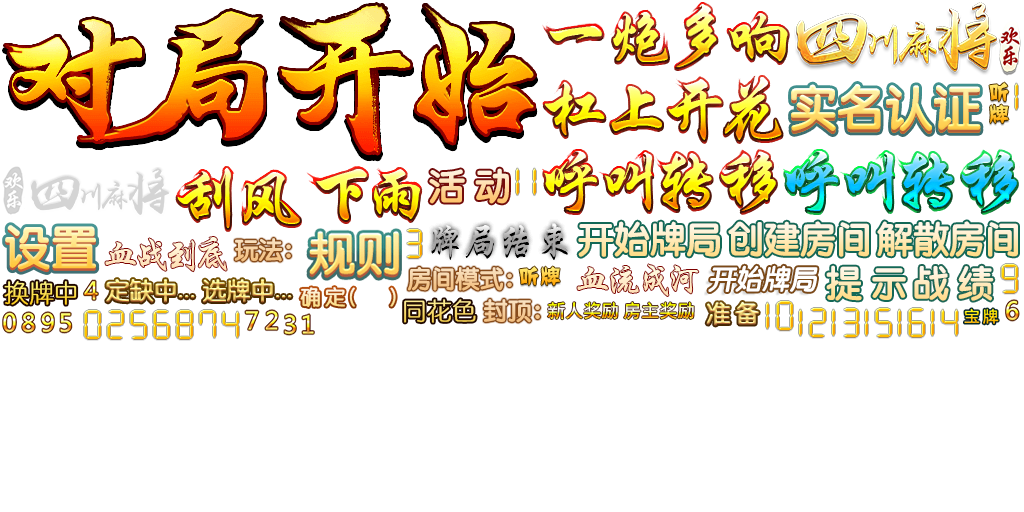 对局开始
一炮多响
四川麻将
欢乐
杠上开花
实名认证
听牌
1
欢乐
四川麻将
刮风
下雨
活动
11
呼叫转移
呼叫转移
设置
血战到底
玩法:
规则
3
牌局结束
开始牌局
创建房间
解散房间
房间模式:
听牌
血流成河
开始牌局
提示
战绩
9
换牌中
4
定缺中...
选牌中...
确定( )
0895
02568747231
同花色
封顶:
新人奖励
房主奖励
准备
101213151614
宝牌
6